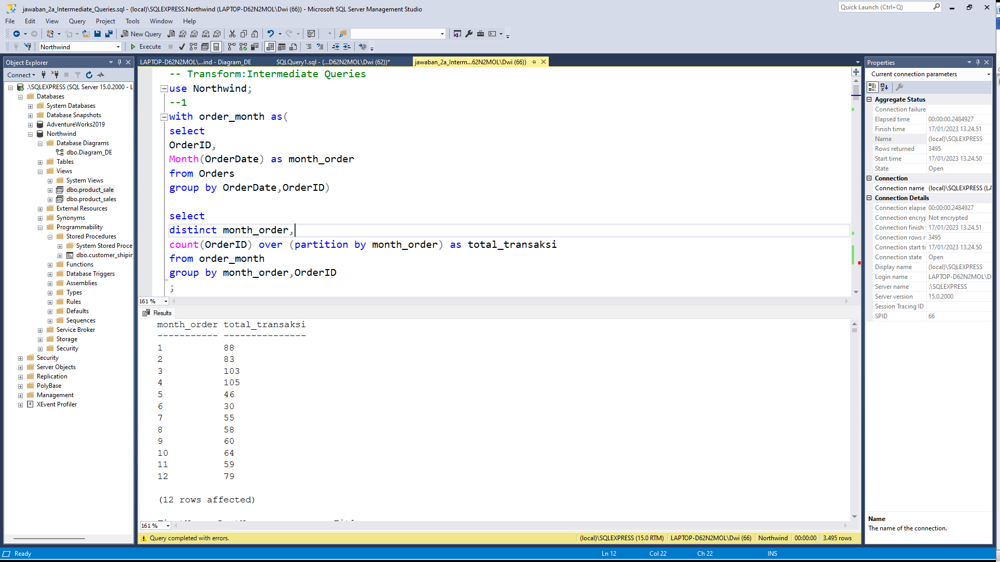 jawaban_2a_Intermediate_Queries.sql - (local)\SQLEXPRESS.Northwind (LAPTOP-D62N2MOL\Dwi (66)) - Microsoft SQL Server Management Studio
Quick Launch (Ctrl+Q)
File Edit View Query Project Tools Window Help
New Query
Northwind
Execute
Object Explorer
Connect
.\SQLEXPRESS (SQL Server 15.0.2000 - L
Databases
System Databases
Database Snapshots
AdventureWorks2019
Northwind
Database Diagrams
dbo.Diagram_DE
Tables
Views
System Views
dbo.product_sale
dbo.product_sales
External Resources
Synonyms
Programmability
Stored Procedures
System Stored Proce
dbo.customer_shipin
Functions
Database Triggers
Assemblies
Types
Rules
Defaults
Sequences
Service Broker
Storage
Security
Security
Server Objects
Replication
PolyBase
Management
XEvent Profiler
LAPTOP-D62N2MOL\...ind - Diagram_DE
SQLQuery1.sql - (...D62N2MOL\Dwi (62))*
jawaban_2a_Interm...62N2MOL\Dwi (66))
-- Transform:Intermediate Queries
use Northwind;
--1
with order_month as(
select
OrderID,
Month(OrderDate) as month_order
from Orders
group by OrderDate,OrderID)
select
distinct month_order,
count(OrderID) over (partition by month_order) as total_transaksi
from order_month
group by month_order,OrderID
;
161 %
Results
month_order total_transaksi
----------- ---------------
1 88
2 83
3 103
4 105
5 46
6 30
7 55
8 58
9 60
10 64
11 59
12 79
(12 rows affected)
161 %
Query completed with errors.
(local)\SQLEXPRESS (15.0 RTM) LAPTOP-D62N2MOL\Dwi (66) Northwind 00:00:00 3.495 rows
Properties
Current connection parameters
Aggregate Status
Connection failure
Elapsed time 00:00:00.2484927
Finish time 17/01/2023 13.24.51
Name (local)\SQLEXPRESS
Rows returned 3495
Start time 17/01/2023 13.24.50
State Open
Connection
Connection name (local)\SQLEXPRESS (LA
Connection Details
Connection elapse 00:00:00.2484927
Connection encryp Not encrypted
Connection finish 17/01/2023 13.24.51
Connection rows r 3495
Connection start ti 17/01/2023 13.24.50
Connection state Open
Display name (local)\SQLEXPRESS
Login name LAPTOP-D62N2MOL\D
Server name .\SQLEXPRESS
Server version 15.0.2000
Session Tracing ID
SPID 66
Name
The name of the connection.
Ready
Ln 12 Col 22 Ch 22 INS